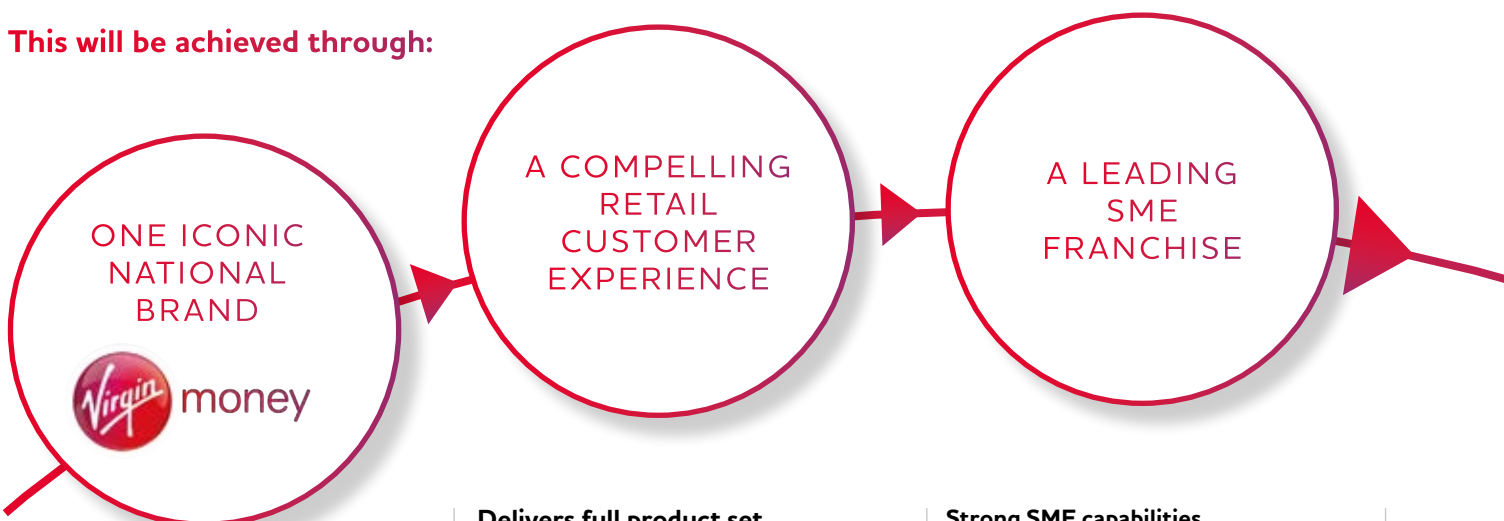 This will be achieved through:
ONE ICONIC
NATIONAL
BRAND
Virgin money
A COMPELLING
RETAIL
CUSTOMER
EXPERIENCE
A LEADING
SME
FRANCHISE
Delivers full product set
Strong SME capabilities